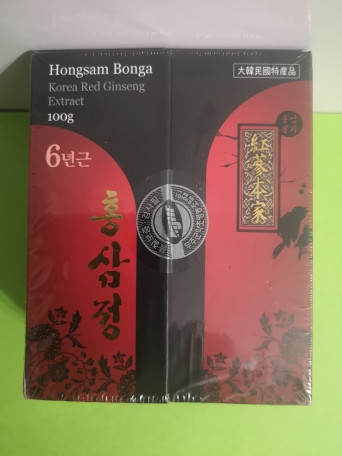 Hongsam Bonga
Korea Red Ginseng
Extract
100g
大韓民國特産品
6년근
홍삼정
紅蔘本家